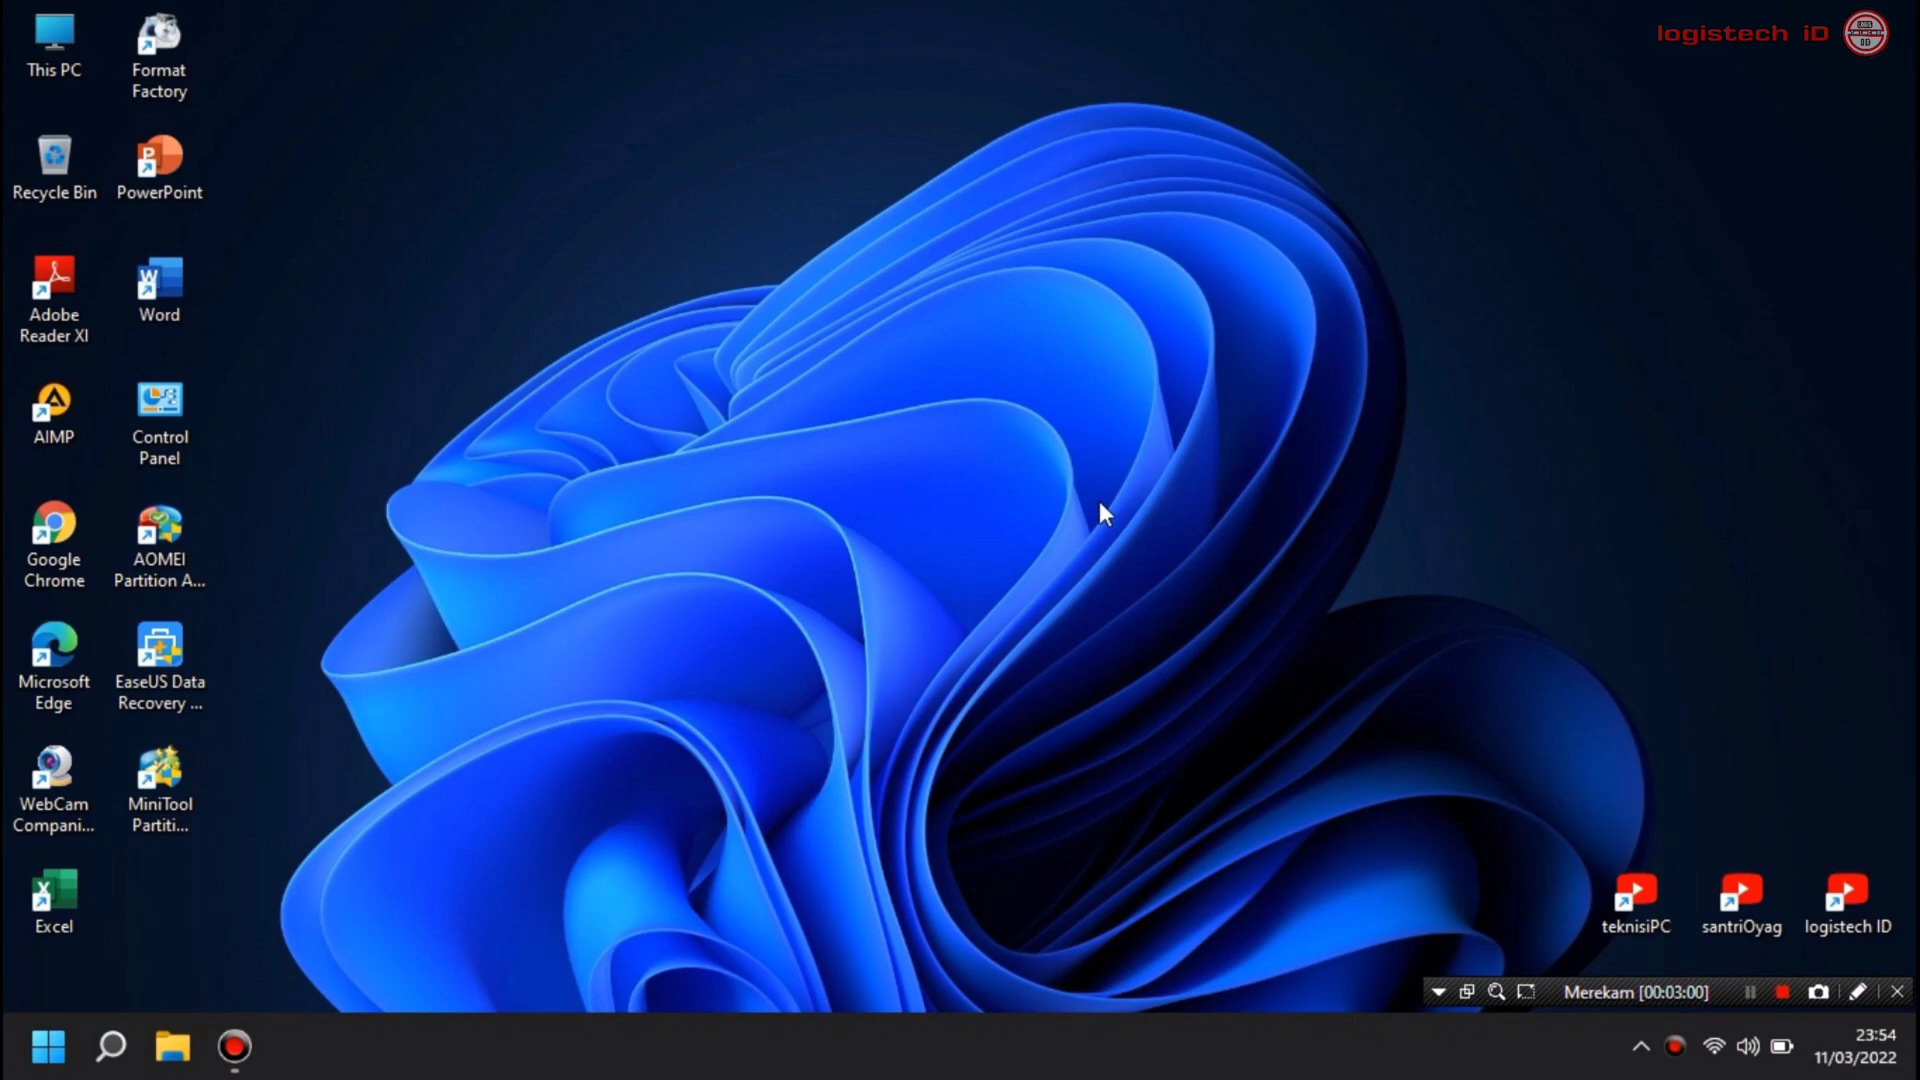 logistech iD
This PC
Format
Factory
Recycle Bin
PowerPoint
Adobe
Reader XI
Word
AIMP
Control
Panel
Google
Chrome
AOMEI
Partition A...
Microsoft
Edge
EaseUS Data
Recovery ...
WebCam
Compani...
MiniTool
Partiti...
Excel
teknisiPC
santriOyag
logistech ID
Merekam [00:03:00]
23:54
11/03/2022